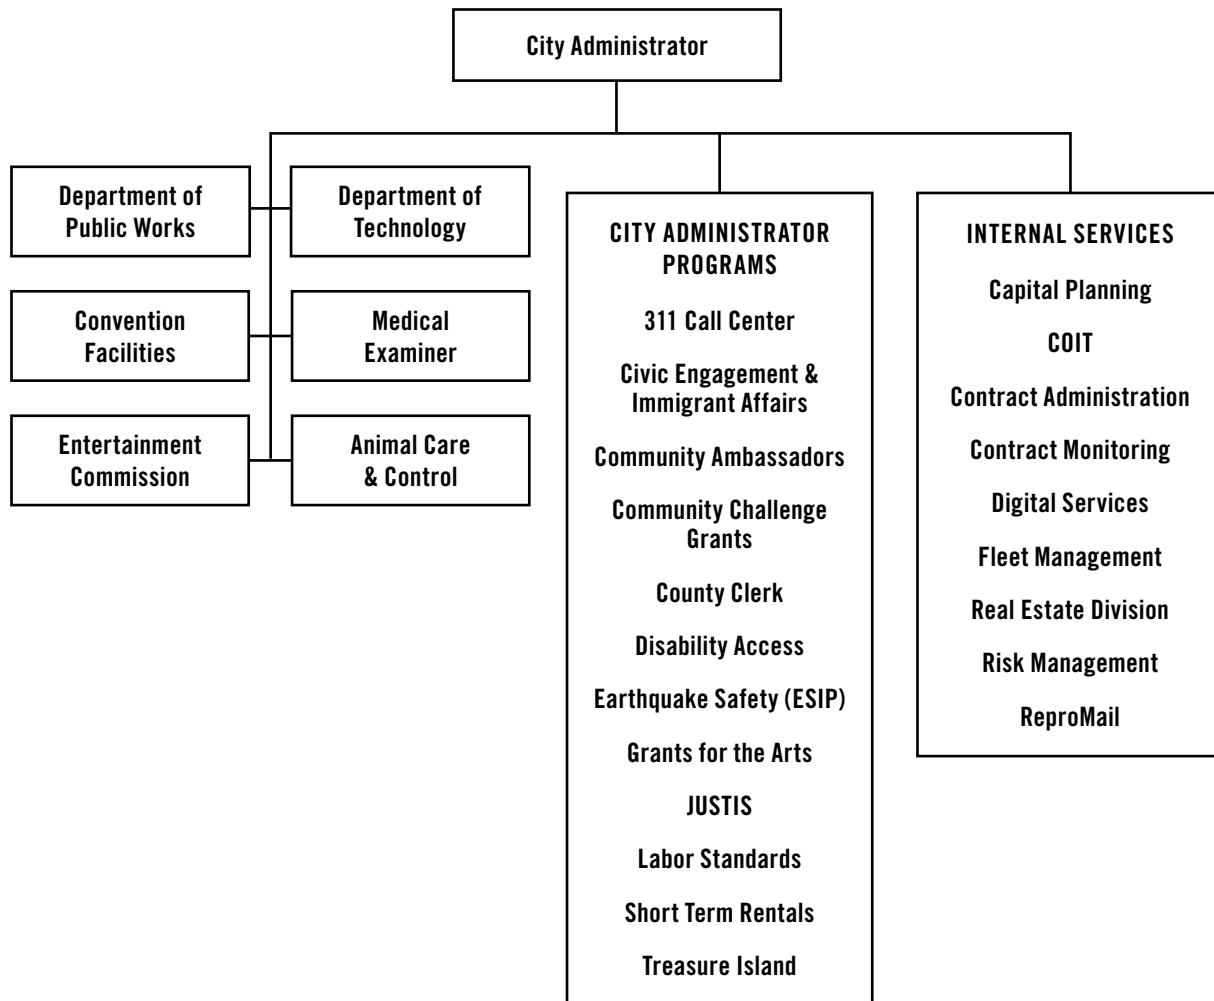 City Administrator
Department of
Public Works
Department of
Technology
Convention
Facilities
Medical
Examiner
Entertainment
Commission
Animal Care
& Control
CITY ADMINISTRATOR
PROGRAMS
311 Call Center
Civic Engagement &
Immigrant Affairs
Community Ambassadors
Community Challenge
Grants
County Clerk
Disability Access
Earthquake Safety (ESIP)
Grants for the Arts
JUSTIS
Labor Standards
Short Term Rentals
Treasure Island
INTERNAL SERVICES
Capital Planning
COIT
Contract Administration
Contract Monitoring
Digital Services
Fleet Management
Real Estate Division
Risk Management
ReproMail